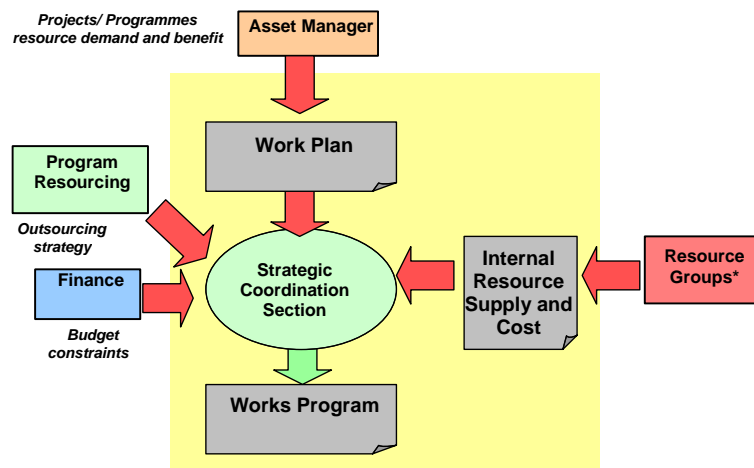 Projects/ Programmes
resource demand and benefit
Asset Manager
Work Plan
Program
Resourcing
Outsourcing
strategy
Finance
Budget
constraints
Strategic
Coordination
Section
Internal
Resource
Supply and
Cost
Resource
Groups*
Works Program